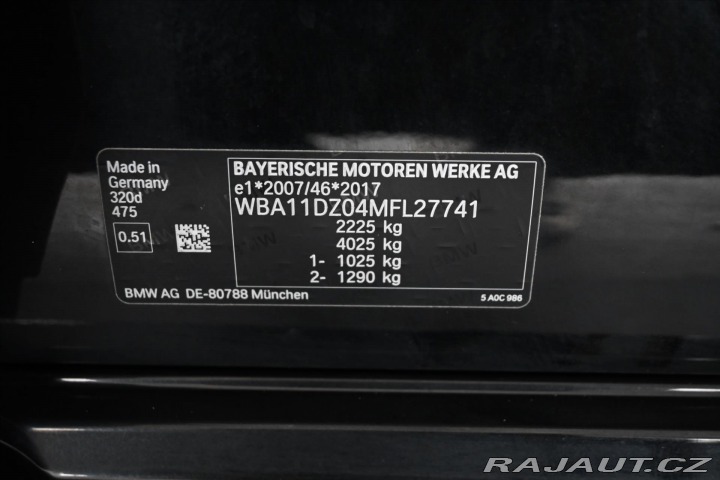 Made in
Germany
320d
475
0.51
BAYERISCHE MOTOREN WERKE AG
e1*2007/46*2017
WBA11DZ04MFL27741
2225 kg
4025 kg
1- 1025 kg
2- 1290 kg
BMW AG DE-80788 München
5 A0C 986
RAJAUT.CZ